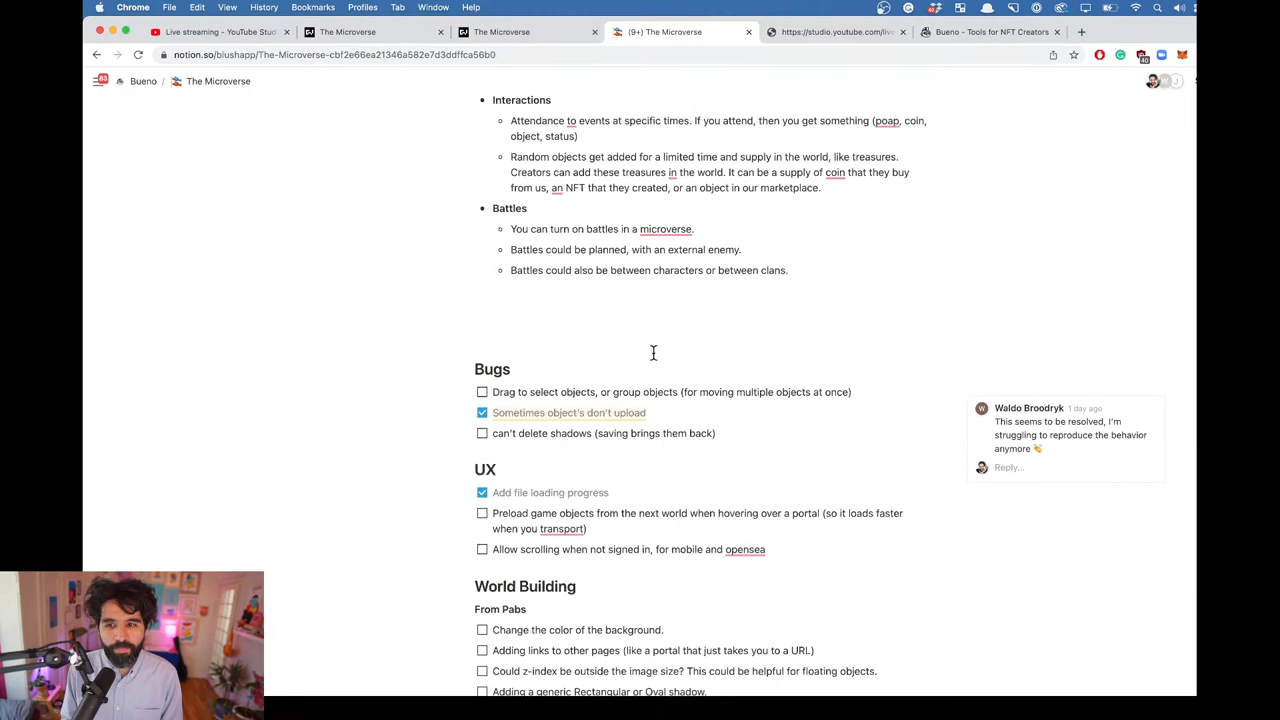 Chrome File Edit View History Bookmarks Profiles Tab Window Help
Live streaming - YouTube Stud
The Microverse
The Microverse
(9+) The Microverse
https://studio.youtube.com/live
Bueno - Tools for NFT Creators
notion.so/blushapp/The-Microverse-cbf2e66ea21346a582e7d3ddffca56b0
40
83
Bueno / The Microverse
W J
Interactions
Attendance to events at specific times. If you attend, then you get something (poap, coin,
object, status)
Random objects get added for a limited time and supply in the world, like treasures.
Creators can add these treasures in the world. It can be a supply of coin that they buy
from us, an NFT that they created, or an object in our marketplace.
Battles
You can turn on battles in a microverse.
Battles could be planned, with an external enemy.
Battles could also be between characters or between clans.
Bugs
Drag to select objects, or group objects (for moving multiple objects at once)
Sometimes object's don't upload
can't delete shadows (saving brings them back)
W Waldo Broodryk 1 day ago
This seems to be resolved, I'm
struggling to reproduce the behavior
anymore
Reply...
UX
Add file loading progress
Preload game objects from the next world when hovering over a portal (so it loads faster
when you transport)
Allow scrolling when not signed in, for mobile and opensea
World Building
From Pabs
Change the color of the background.
Adding links to other pages (like a portal that just takes you to a URL)
Could z-index be outside the image size? This could be helpful for floating objects.
Adding a generic Rectangular or Oval shadow.